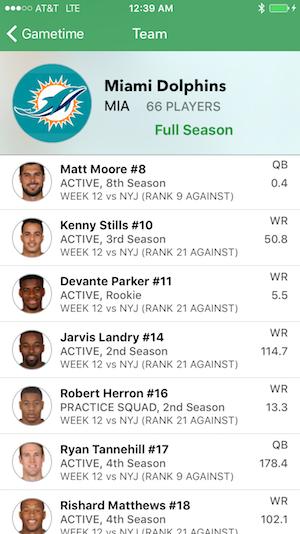 AT&T LTE 12:39 AM
Gametime Team
Miami Dolphins
MIA 66 PLAYERS
Full Season
Matt Moore #8 QB
ACTIVE, 8th Season 0.4
WEEK 12 vs NYJ (RANK 9 AGAINST)
Kenny Stills #10 WR
ACTIVE, 3rd Season 50.8
WEEK 12 vs NYJ (RANK 21 AGAINST)
Devante Parker #11 WR
ACTIVE, Rookie 5.5
WEEK 12 vs NYJ (RANK 21 AGAINST)
Jarvis Landry #14 WR
ACTIVE, 2nd Season 114.7
WEEK 12 vs NYJ (RANK 21 AGAINST)
Robert Herron #16 WR
PRACTICE SQUAD, 2nd Season 13.3
WEEK 12 vs NYJ (RANK 21 AGAINST)
Ryan Tannehill #17 QB
ACTIVE, 4th Season 178.4
WEEK 12 vs NYJ (RANK 9 AGAINST)
Rishard Matthews #18 WR
ACTIVE, 4th Season 102.1
WEEK 12 vs NYJ (RANK 21 AGAINST)